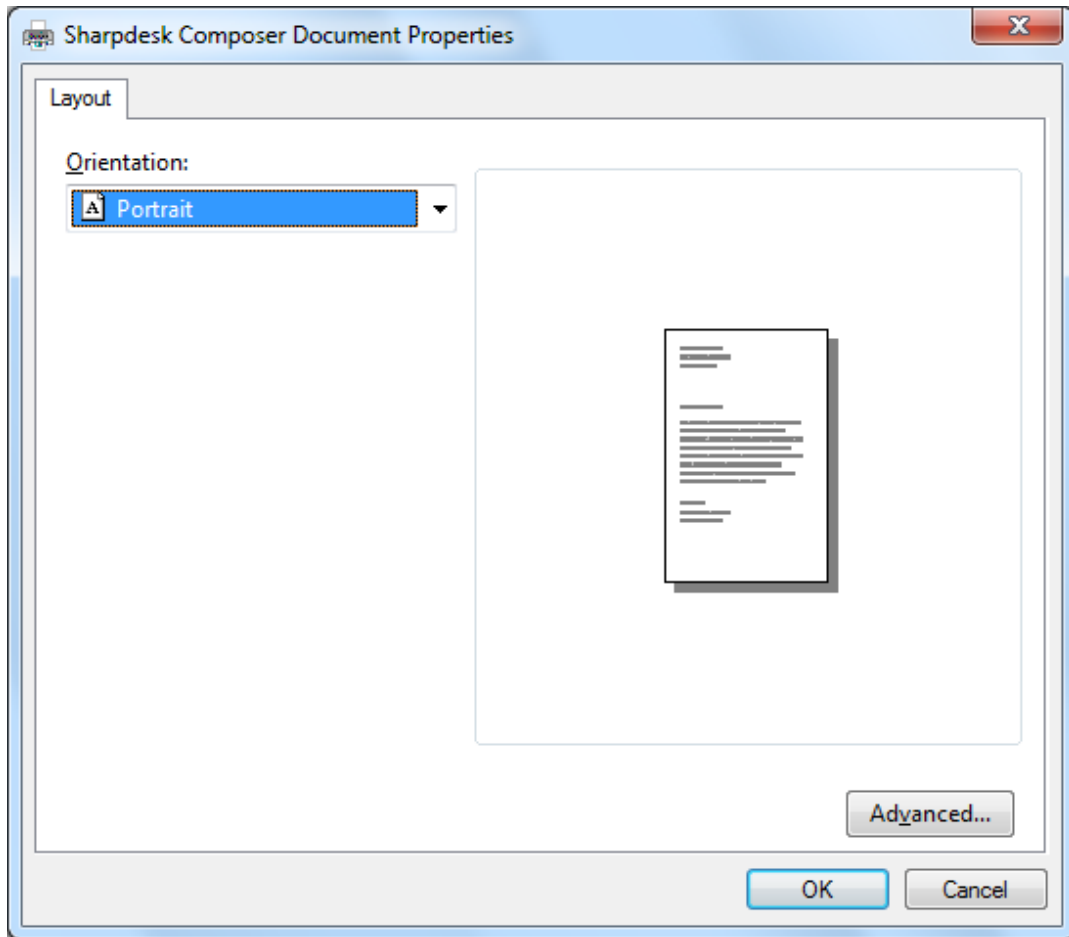 Sharpdesk Composer Document Properties
Layout
Orientation:
A Portrait
Advanced...
OK Cancel